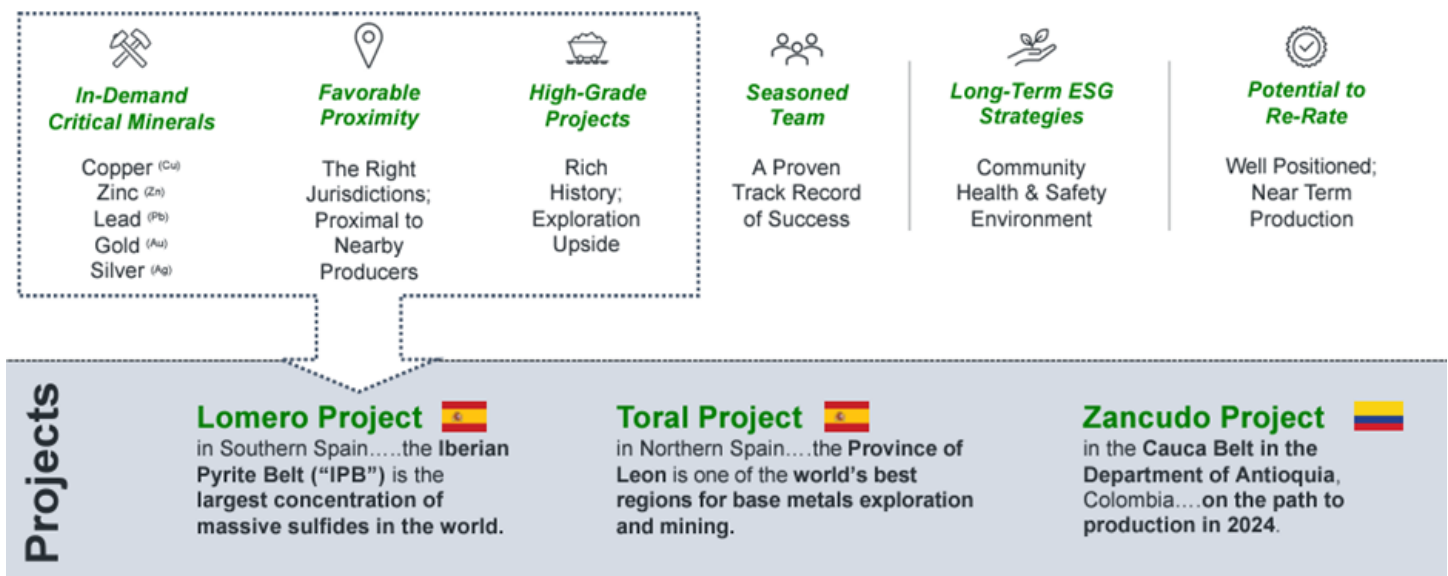 In-Demand
Critical Minerals
Copper (Cu)
Zinc (Zn)
Lead (Pb)
Gold (Au)
Silver (Ag)
Favorable
Proximity
The Right
Jurisdictions;
Proximal to
Nearby
Producers
High-Grade
Projects
Rich
History;
Exploration
Upside
Seasoned
Team
A Proven
Track Record
of Success
Long-Term ESG
Strategies
Community
Health & Safety
Environment
Potential to
Re-Rate
Well Positioned;
Near Term
Production
Projects
Lomero Project
in Southern Spain.....the Iberian
Pyrite Belt (“IPB”) is the
largest concentration of
massive sulfides in the world.
Toral Project
in Northern Spain....the Province of
Leon is one of the world’s best
regions for base metals exploration
and mining.
Zancudo Project
in the Cauca Belt in the
Department of Antioquia,
Colombia....on the path to
production in 2024.